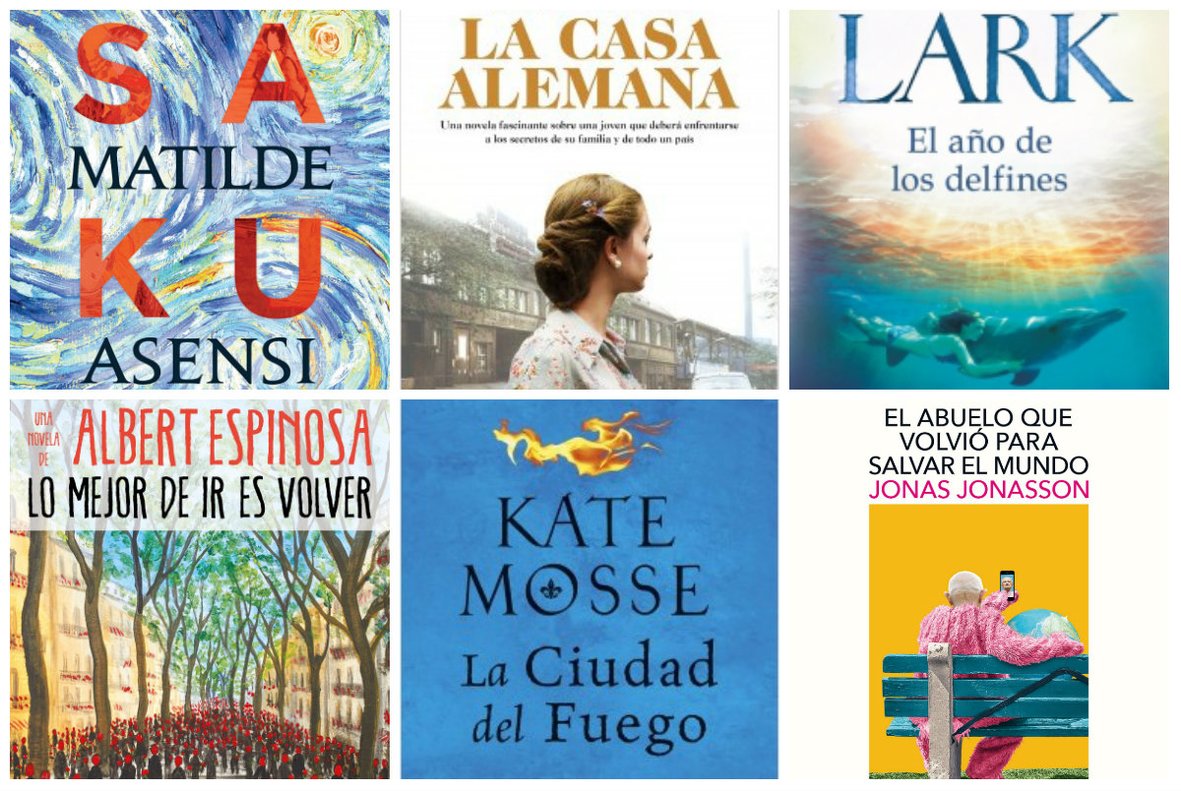 SA
MATILDE
KU
ASENSI
LA CASA
ALEMANA
Una novela fascinante sobre una joven que deberá enfrentarse
a los secretos de su familia y de todo un país
LARK
El año de
los delfines
UNA
NOVELA
DE
ALBERT ESPINOSA
LO MEJOR DE IR ES VOLVER
KATE
MOSSE
La Ciudad
del Fuego
EL ABUELO QUE
VOLVIÓ PARA
SALVAR EL MUNDO
JONAS JONASSON